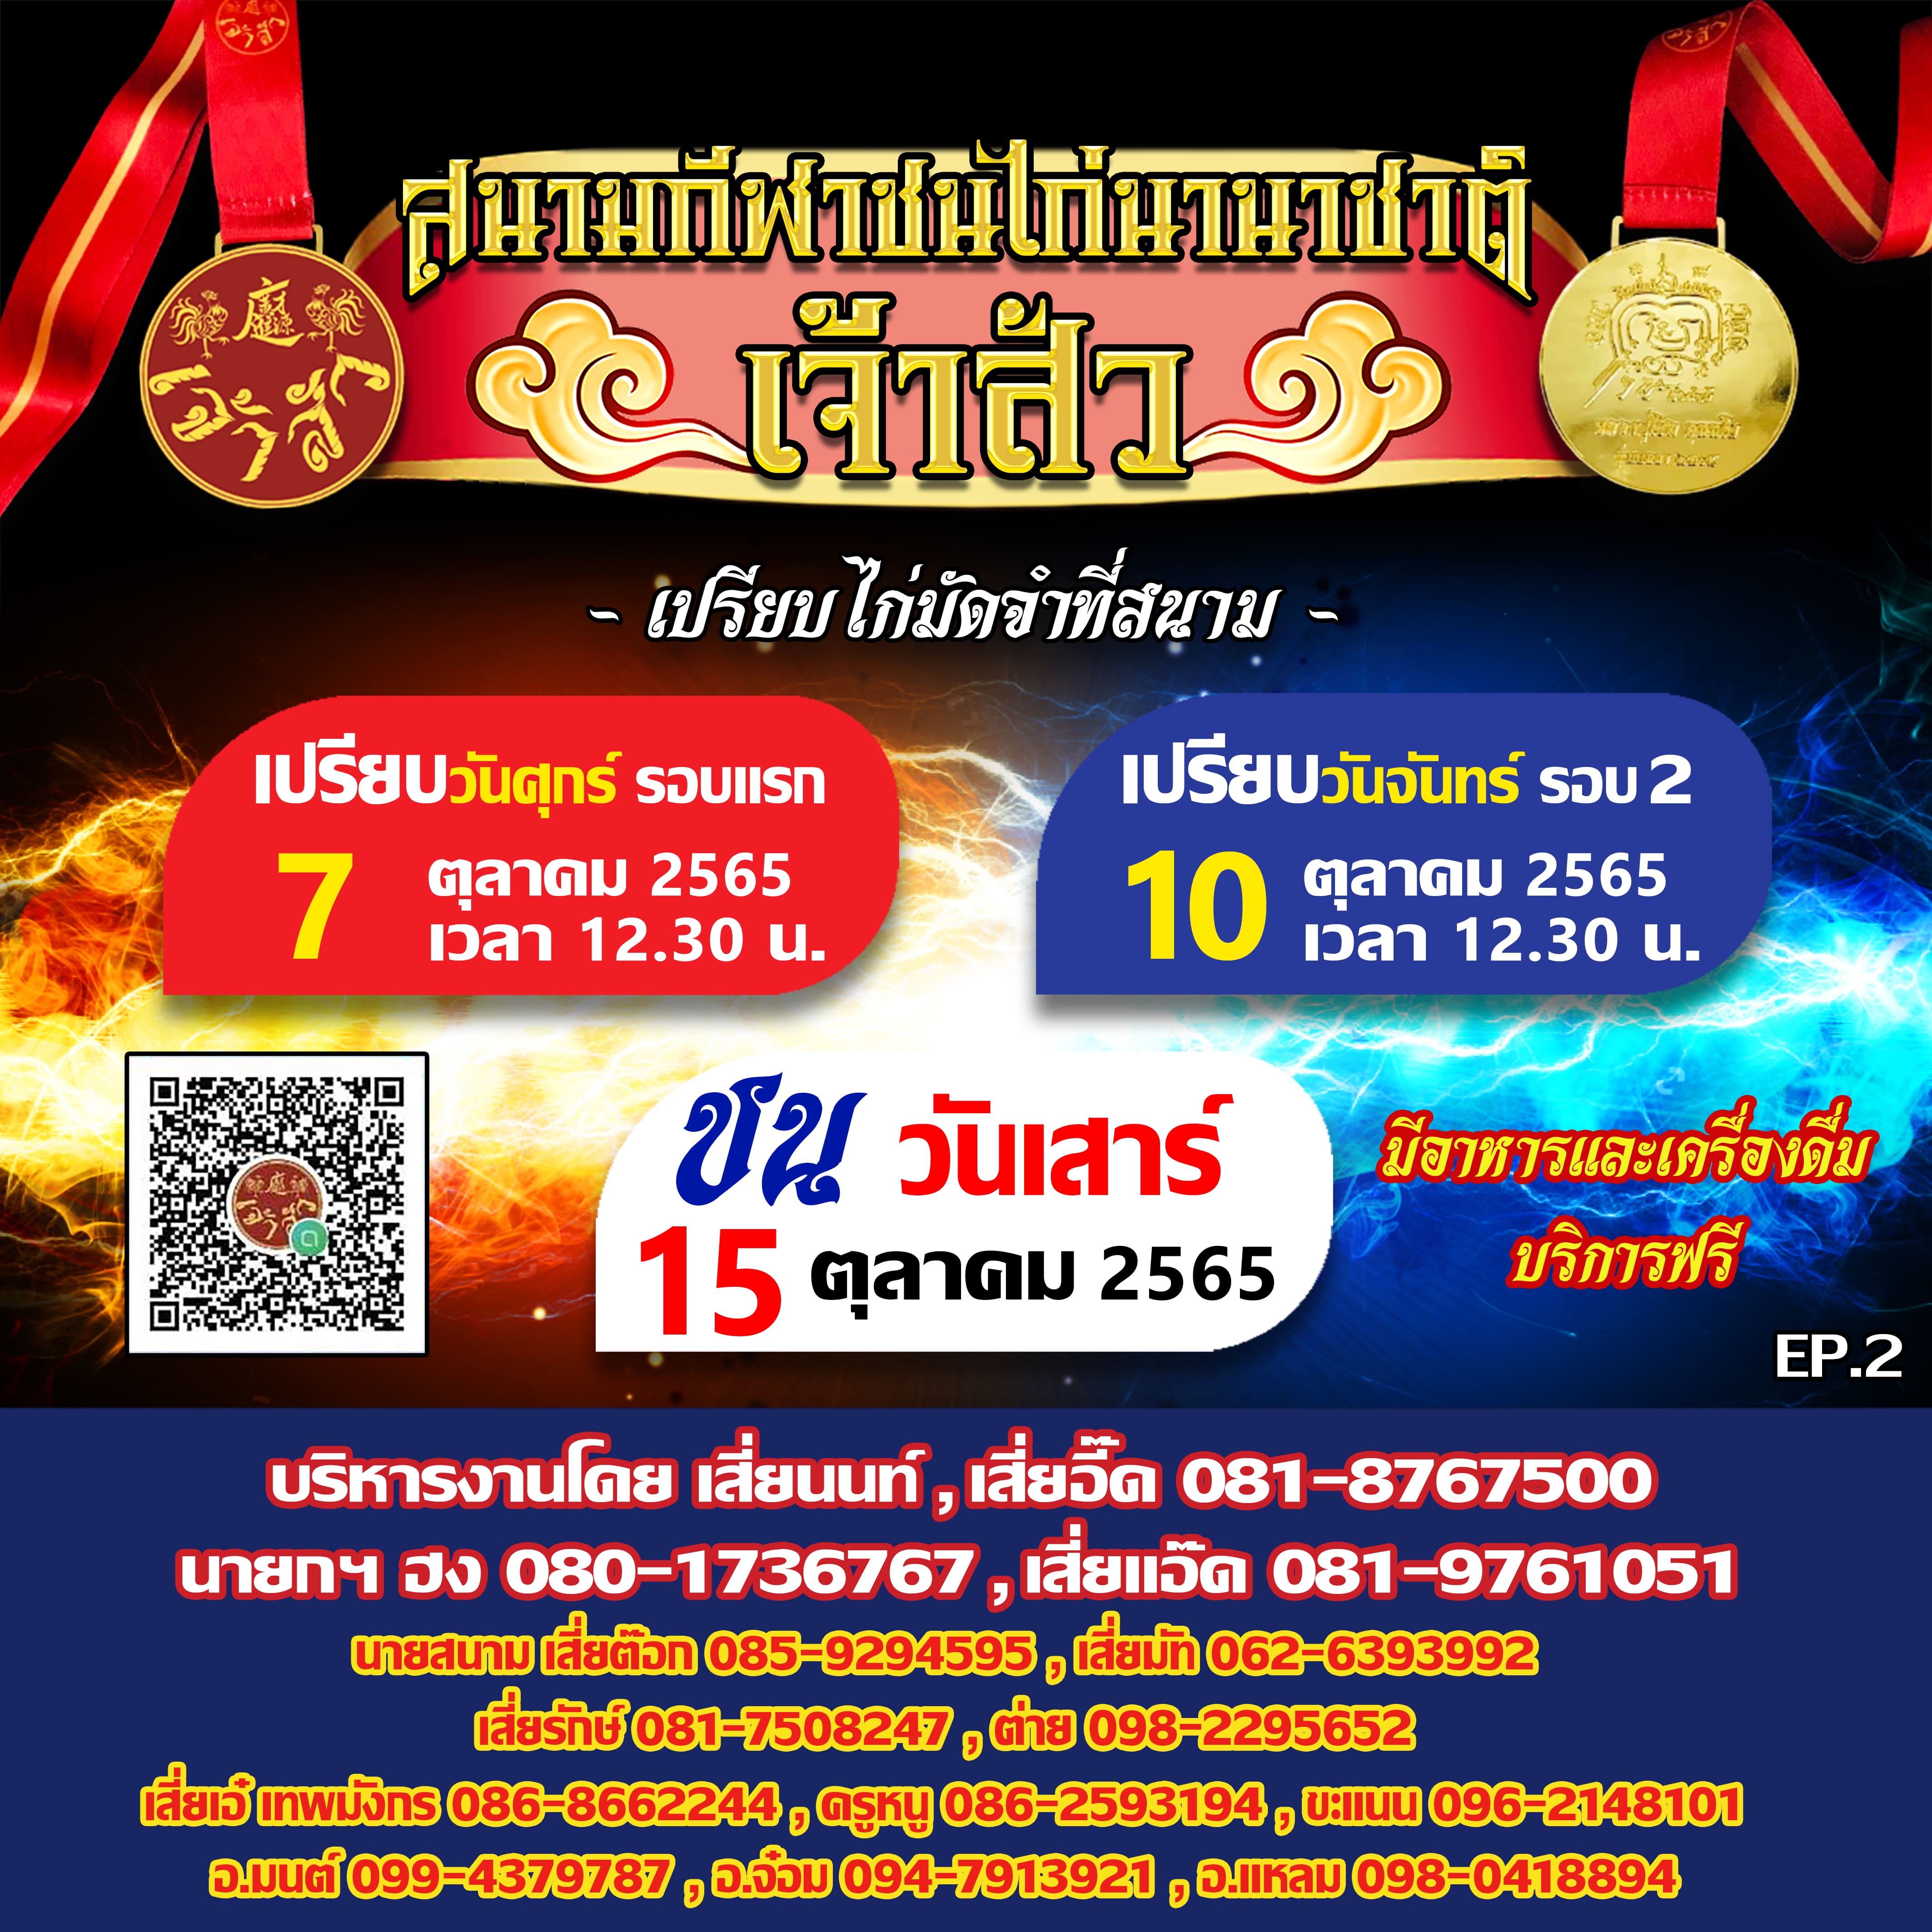 สนามกีฬาชนไก่นานาชาติ
เจ้าสัว
- เปรียบไก่มัดจำที่สนาม -
เปรียบวันศุกร์ รอบแรก
7 ตุลาคม 2565
เวลา 12.30 น.
เปรียบวันจันทร์ รอบ 2
10 ตุลาคม 2565
เวลา 12.30 น.
ชน วันเสาร์
15 ตุลาคม 2565
มีอาหารและเครื่องดื่ม
บริการฟรี
EP.2
บริหารงานโดย เสี่ยนนท์ , เสี่ยอี๊ด 081-8767500
นายกฯ ฮง 080-1736767 , เสี่ยแอ๊ด 081-9761051
นายสนาม เสี่ยต๊อก 085-9294595 , เสี่ยมัท 062-6393992
เสี่ยรักษ์ 081-7508247 , ต่าย 098-2295652
เสี่ยเอ๋ เทพมังกร 086-8662244 , ครูหนู 086-2593194 , ขะแนน 096-2148101
อ.มนต์ 099-4379787 , อ.จ๋อม 094-7913921 , อ.แหลม 098-0418894